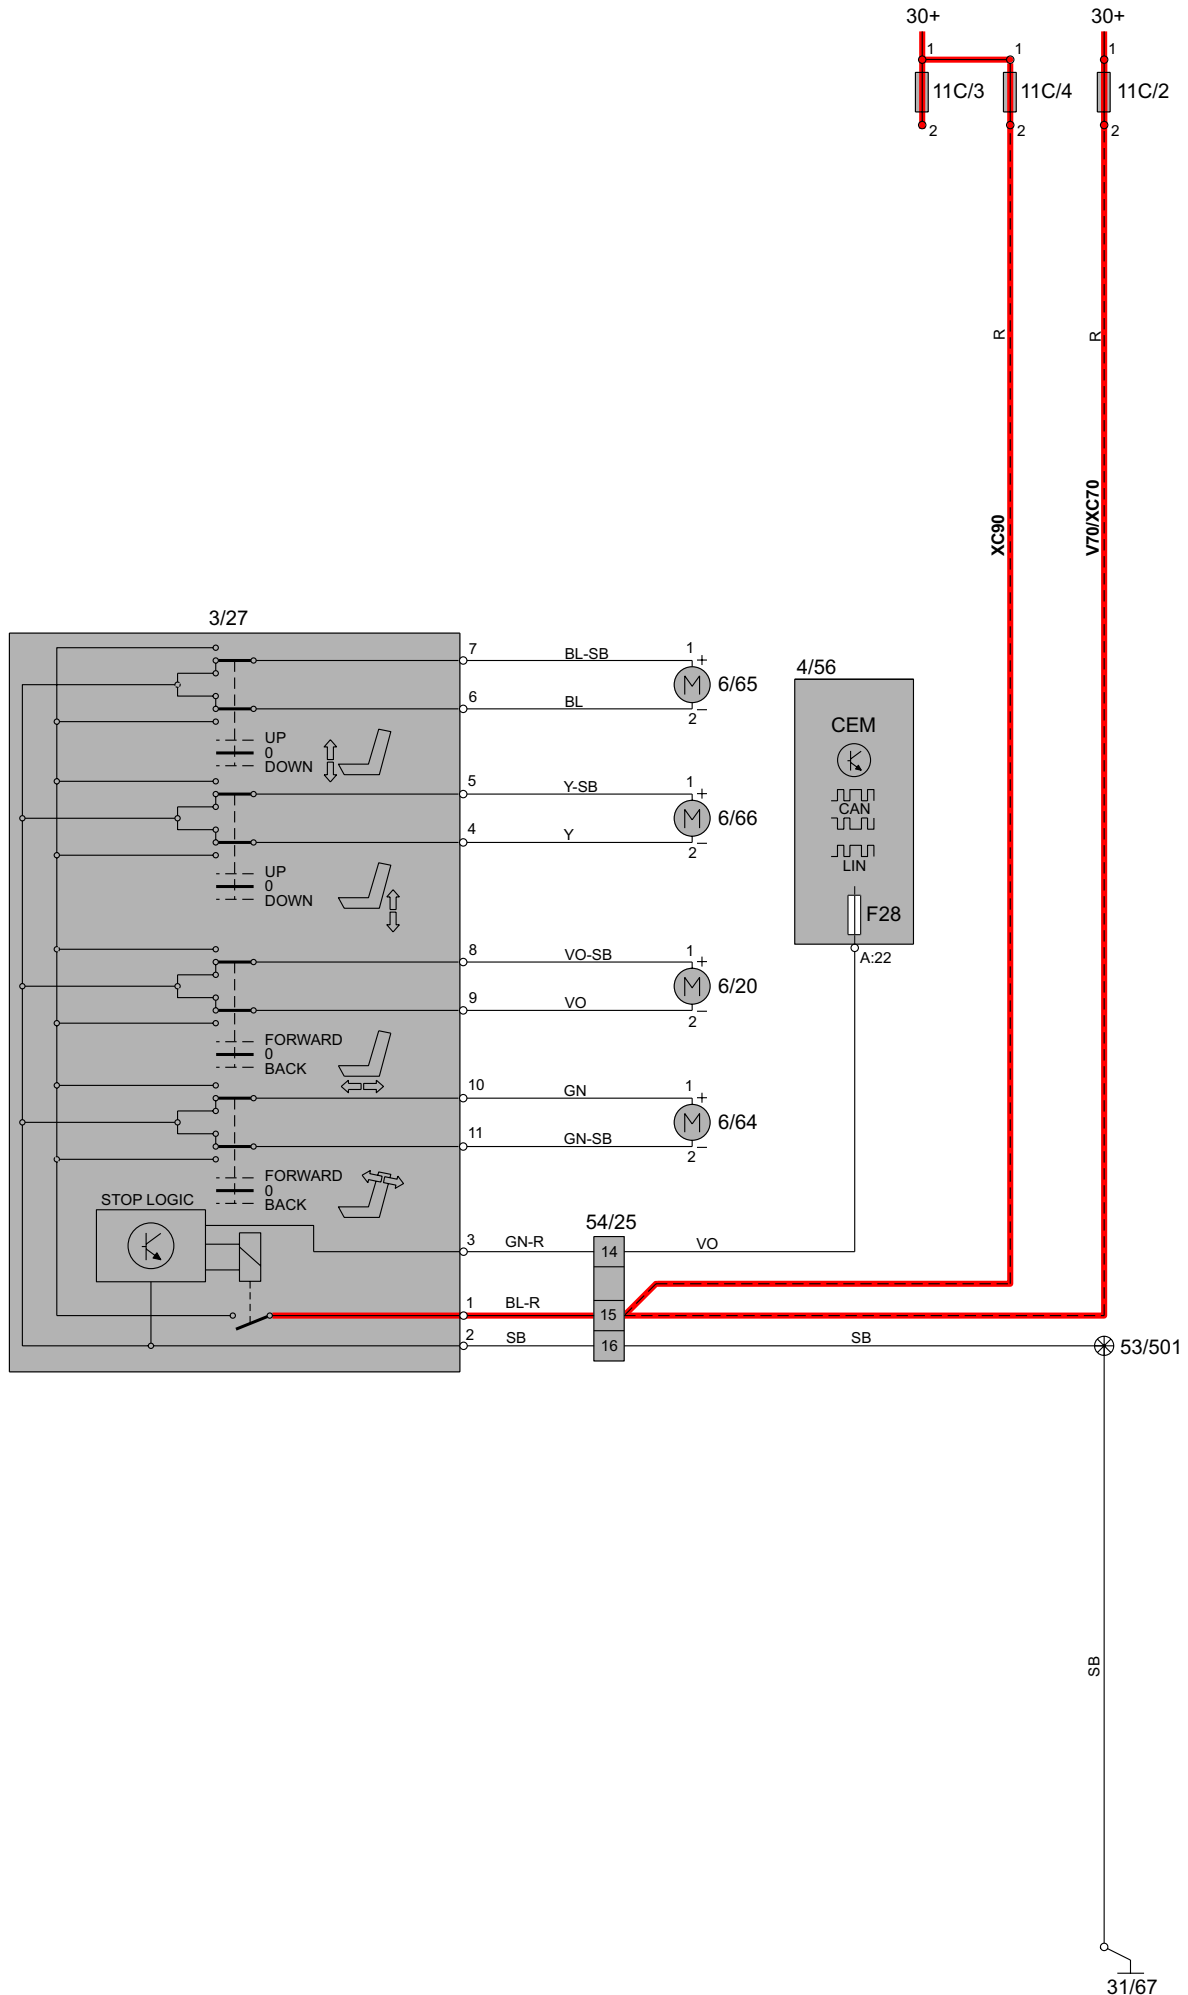 30+ 30+
1 1 1
11C/3 11C/4 11C/2
2 2 2
R R
XC90 V70/XC70
3/27
7 BL-SB 1 +
M 6/65
6 BL 2 –
4/56
CEM
CAN
LIN
F28
A:22
UP
0
DOWN
5 Y-SB 1 +
M 6/66
4 Y 2 –
UP
0
DOWN
8 VO-SB 1 +
M 6/20
9 VO 2 –
FORWARD
0
BACK
10 GN 1 +
M 6/64
11 GN-SB 2 –
FORWARD
0
BACK
STOP LOGIC
54/25
3 GN-R 14 VO
1 BL-R 15
2 SB 16 SB 53/501
SB
31/67